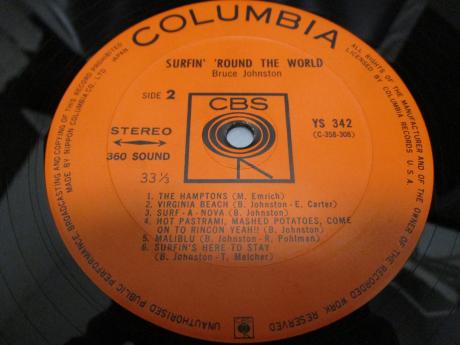 COLUMBIA
UNAUTHORISED PUBLIC PERFORMANCE, BROADCASTING AND COPYING OF THIS RECORD PROHIBITED
MADE BY NIPPON COLUMBIA CO., LTD. JAPAN
ALL RIGHTS OF THE MANUFACTURER AND OF THE OWNER OF THE RECORDED WORK RESERVED
LICENSED BY COLUMBIA RECORDS U.S.A.
SURFIN' 'ROUND THE WORLD
Bruce Johnston
SIDE 2
CBS
YS 342
(C-358-308)
STEREO
360 SOUND
33 1/3
1. THE HAMPTONS (M. Emrich)
2. VIRGINIA BEACH (B. Johnston-E. Carter)
3. SURF-A-NOVA (B. Johnston)
4. HOT PASTRAMI, MASHED POTATOES, COME
ON TO RINCON YEAH!! (B. Johnston)
5. MALIBLU (B. Johnston-R. Pohlman)
6. SURFIN'S HERE TO STAY
(B. Johnston-T. Melcher)